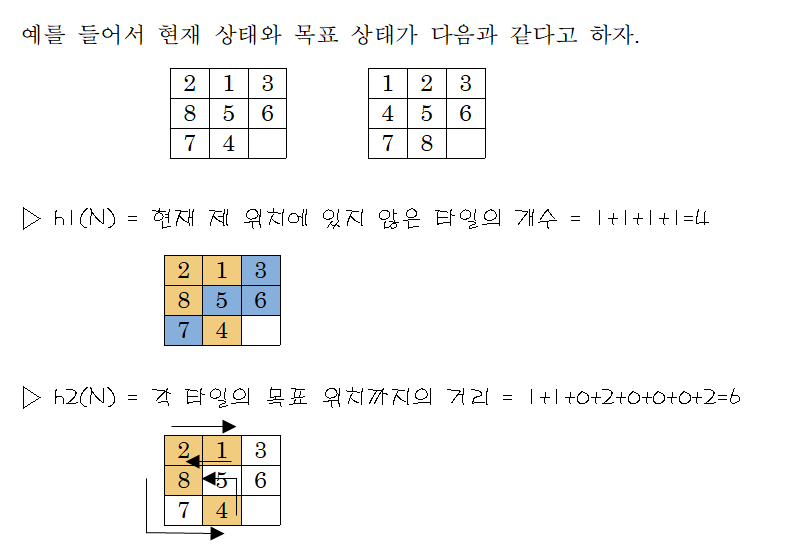 예를 들어서 현재 상태와 목표 상태가 다음과 같다고 하자.
2 1 3 1 2 3
8 5 6 4 5 6
7 4 7 8
▷ h1(N) = 현재 제 위치에 있지 않은 타일의 개수 = 1+1+1+1=4
2 1 3
8 5 6
7 4
▷ h2(N) = 각 타일의 목표 위치까지의 거리 = 1+1+0+2+0+0+0+2=6
2 1 3
8 5 6
7 4